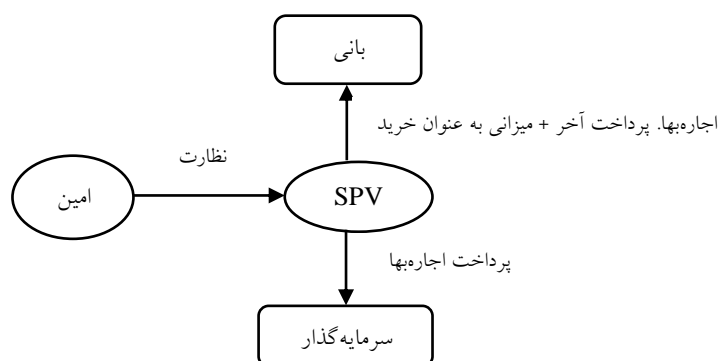 بانی
اجاره‌بها. پرداخت آخر + میزانی به عنوان خرید
نظارت
امین
SPV
پرداخت اجاره‌بها
سرمایه‌گذار